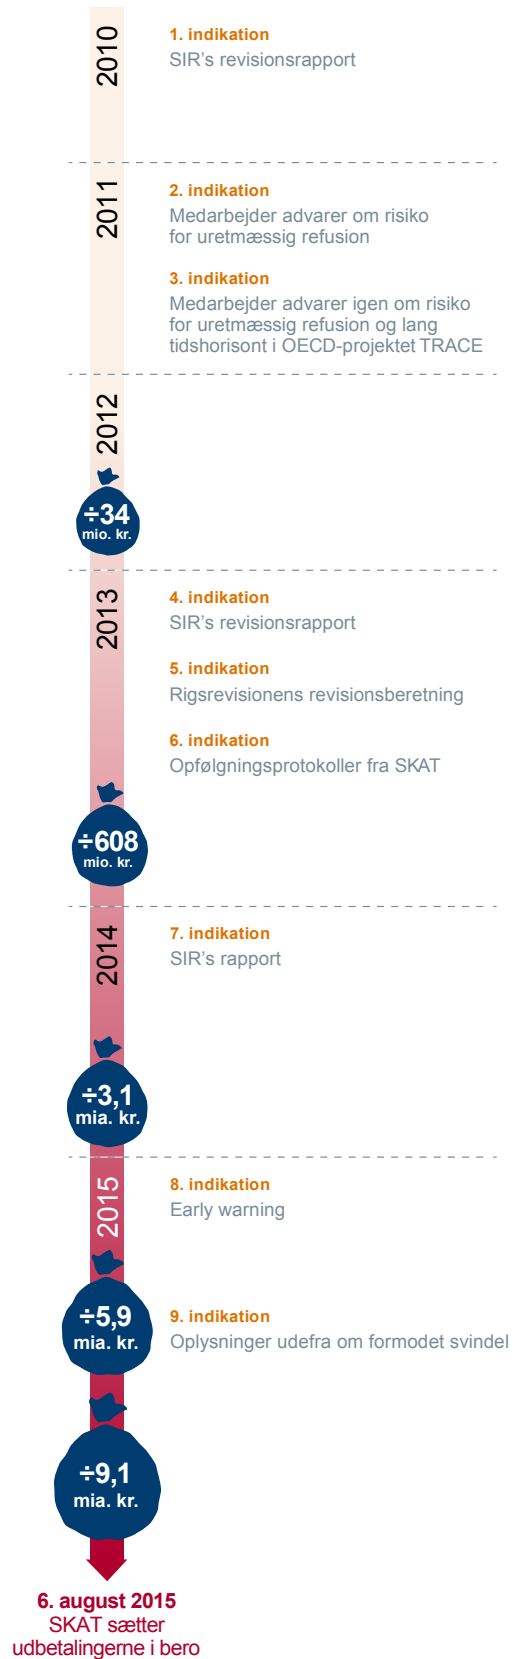 2010
1. indikation
SIR's revisionsrapport
2011
2. indikation
Medarbejder advarer om risiko
for uretmæssig refusion
3. indikation
Medarbejder advarer igen om risiko
for uretmæssig refusion og lang
tidshorisont i OECD-projektet TRACE
2012
÷34
mio. kr.
2013
4. indikation
SIR's revisionsrapport
5. indikation
Rigsrevisionens revisionsberetning
6. indikation
Opfølgningsprotokoller fra SKAT
÷608
mio. kr.
2014
7. indikation
SIR's rapport
÷3,1
mia. kr.
2015
8. indikation
Early warning
÷5,9
mia. kr.
9. indikation
Oplysninger udefra om formodet svindel
÷9,1
mia. kr.
6. august 2015
SKAT sætter
udbetalingerne i bero